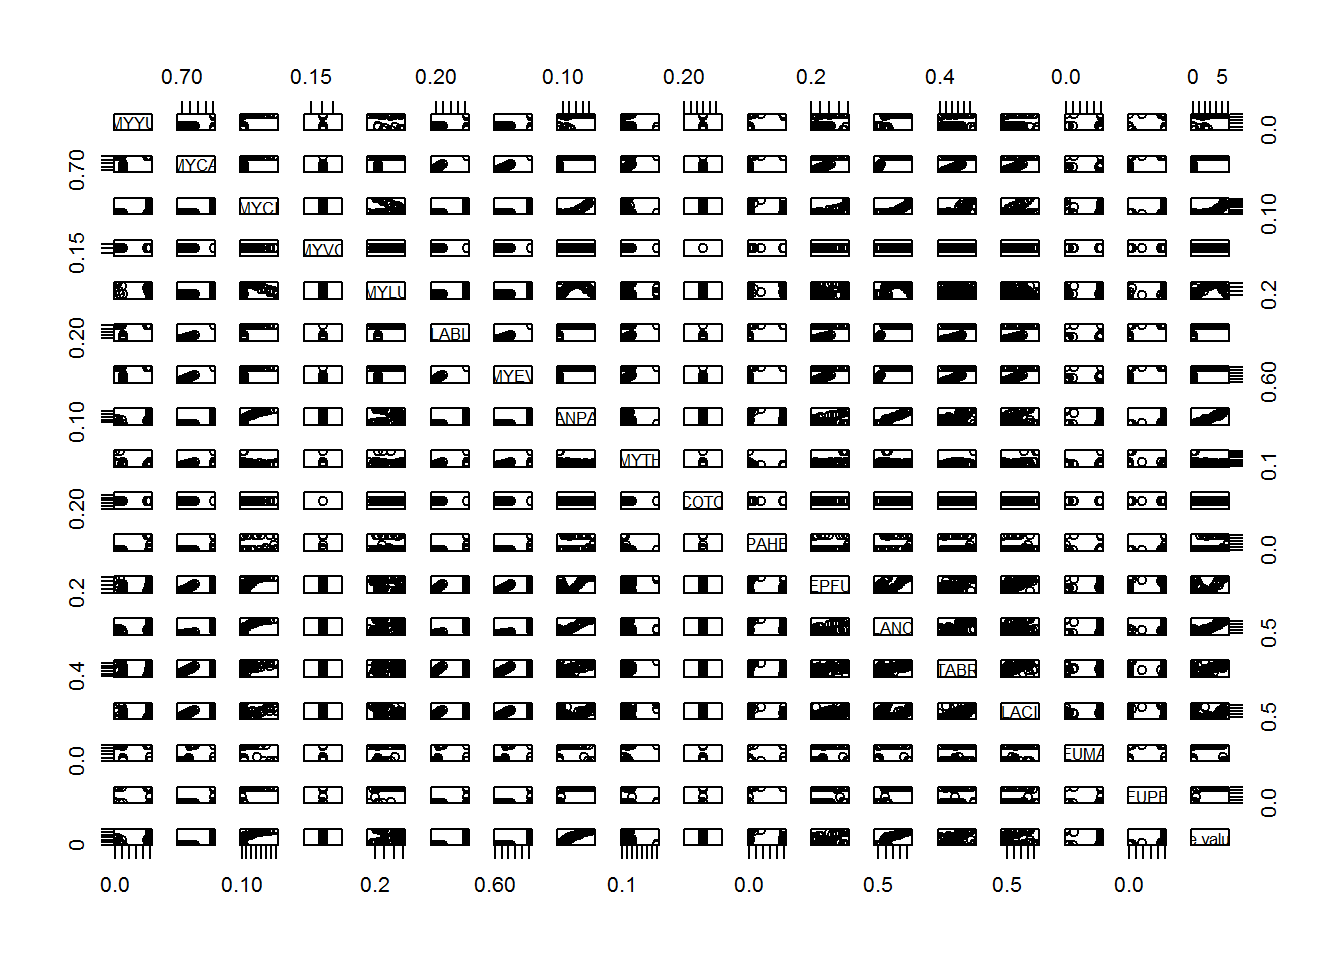 0.70 0.15 0.20 0.10 0.20 0.2 0.4 0.0 0 5
MYYU 0.0
0.70 MYCA
MYCI 0.10
0.15 MYVO
MYLU 0.2
0.20 LABL
MYEV 0.60
0.10 ANPA
MYTH 0.1
0.20 COTO
PAHE 0.0
0.2 EPFU
LANO 0.5
0.4 TABR
LACI 0.5
0.0 EUMA
EUPE 0.0
0 e valu
0.0 0.10 0.2 0.60 0.1 0.0 0.5 0.5 0.0